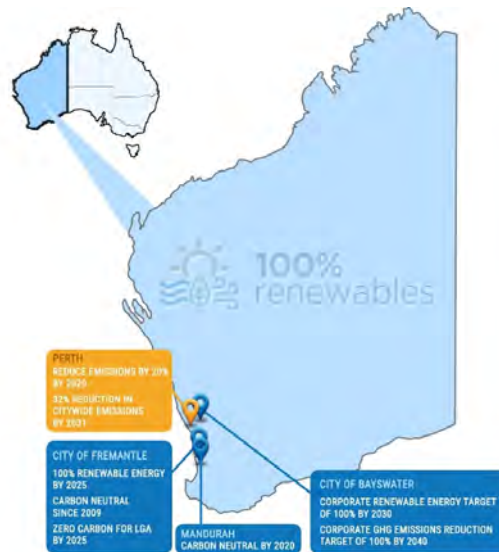 100%
renewables
PERTH
REDUCE EMISSIONS BY 20%
BY 2020
32% REDUCTION IN
CITYWIDE EMISSIONS
BY 2031
CITY OF FREMANTLE
100% RENEWABLE ENERGY
BY 2025
CARBON NEUTRAL
SINCE 2009
ZERO CARBON FOR LGA
BY 2025
MANDURAH
CARBON NEUTRAL BY 2020
CITY OF BAYSWATER
CORPORATE RENEWABLE ENERGY TARGET
OF 100% BY 2030
CORPORATE GHG EMISSIONS REDUCTION
TARGET OF 100% BY 2040